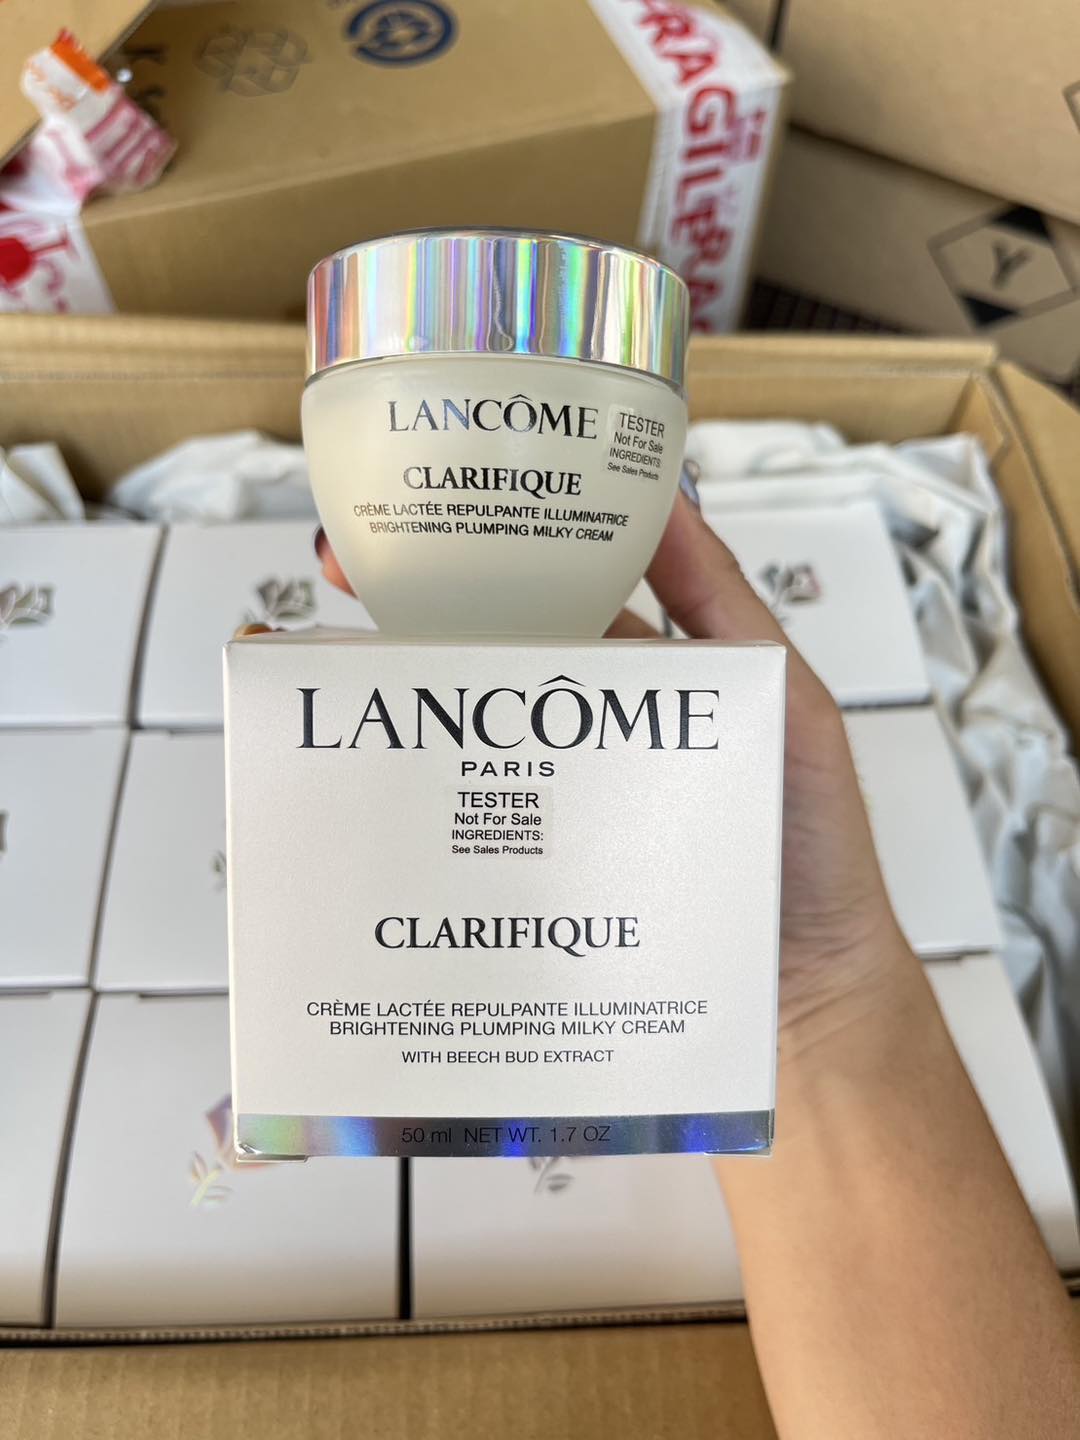 FRAGILE
LANCÔME
TESTER
Not For Sale
INGREDIENTS:
See Sales Products
CLARIFIQUE
CRÈME LACTÉE REPULPANTE ILLUMINATRICE
BRIGHTENING PLUMPING MILKY CREAM
LANCÔME
PARIS
TESTER
Not For Sale
INGREDIENTS:
See Sales Products
CLARIFIQUE
CRÈME LACTÉE REPULPANTE ILLUMINATRICE
BRIGHTENING PLUMPING MILKY CREAM
WITH BEECH BUD EXTRACT
50 ml NET WT. 1.7 OZ